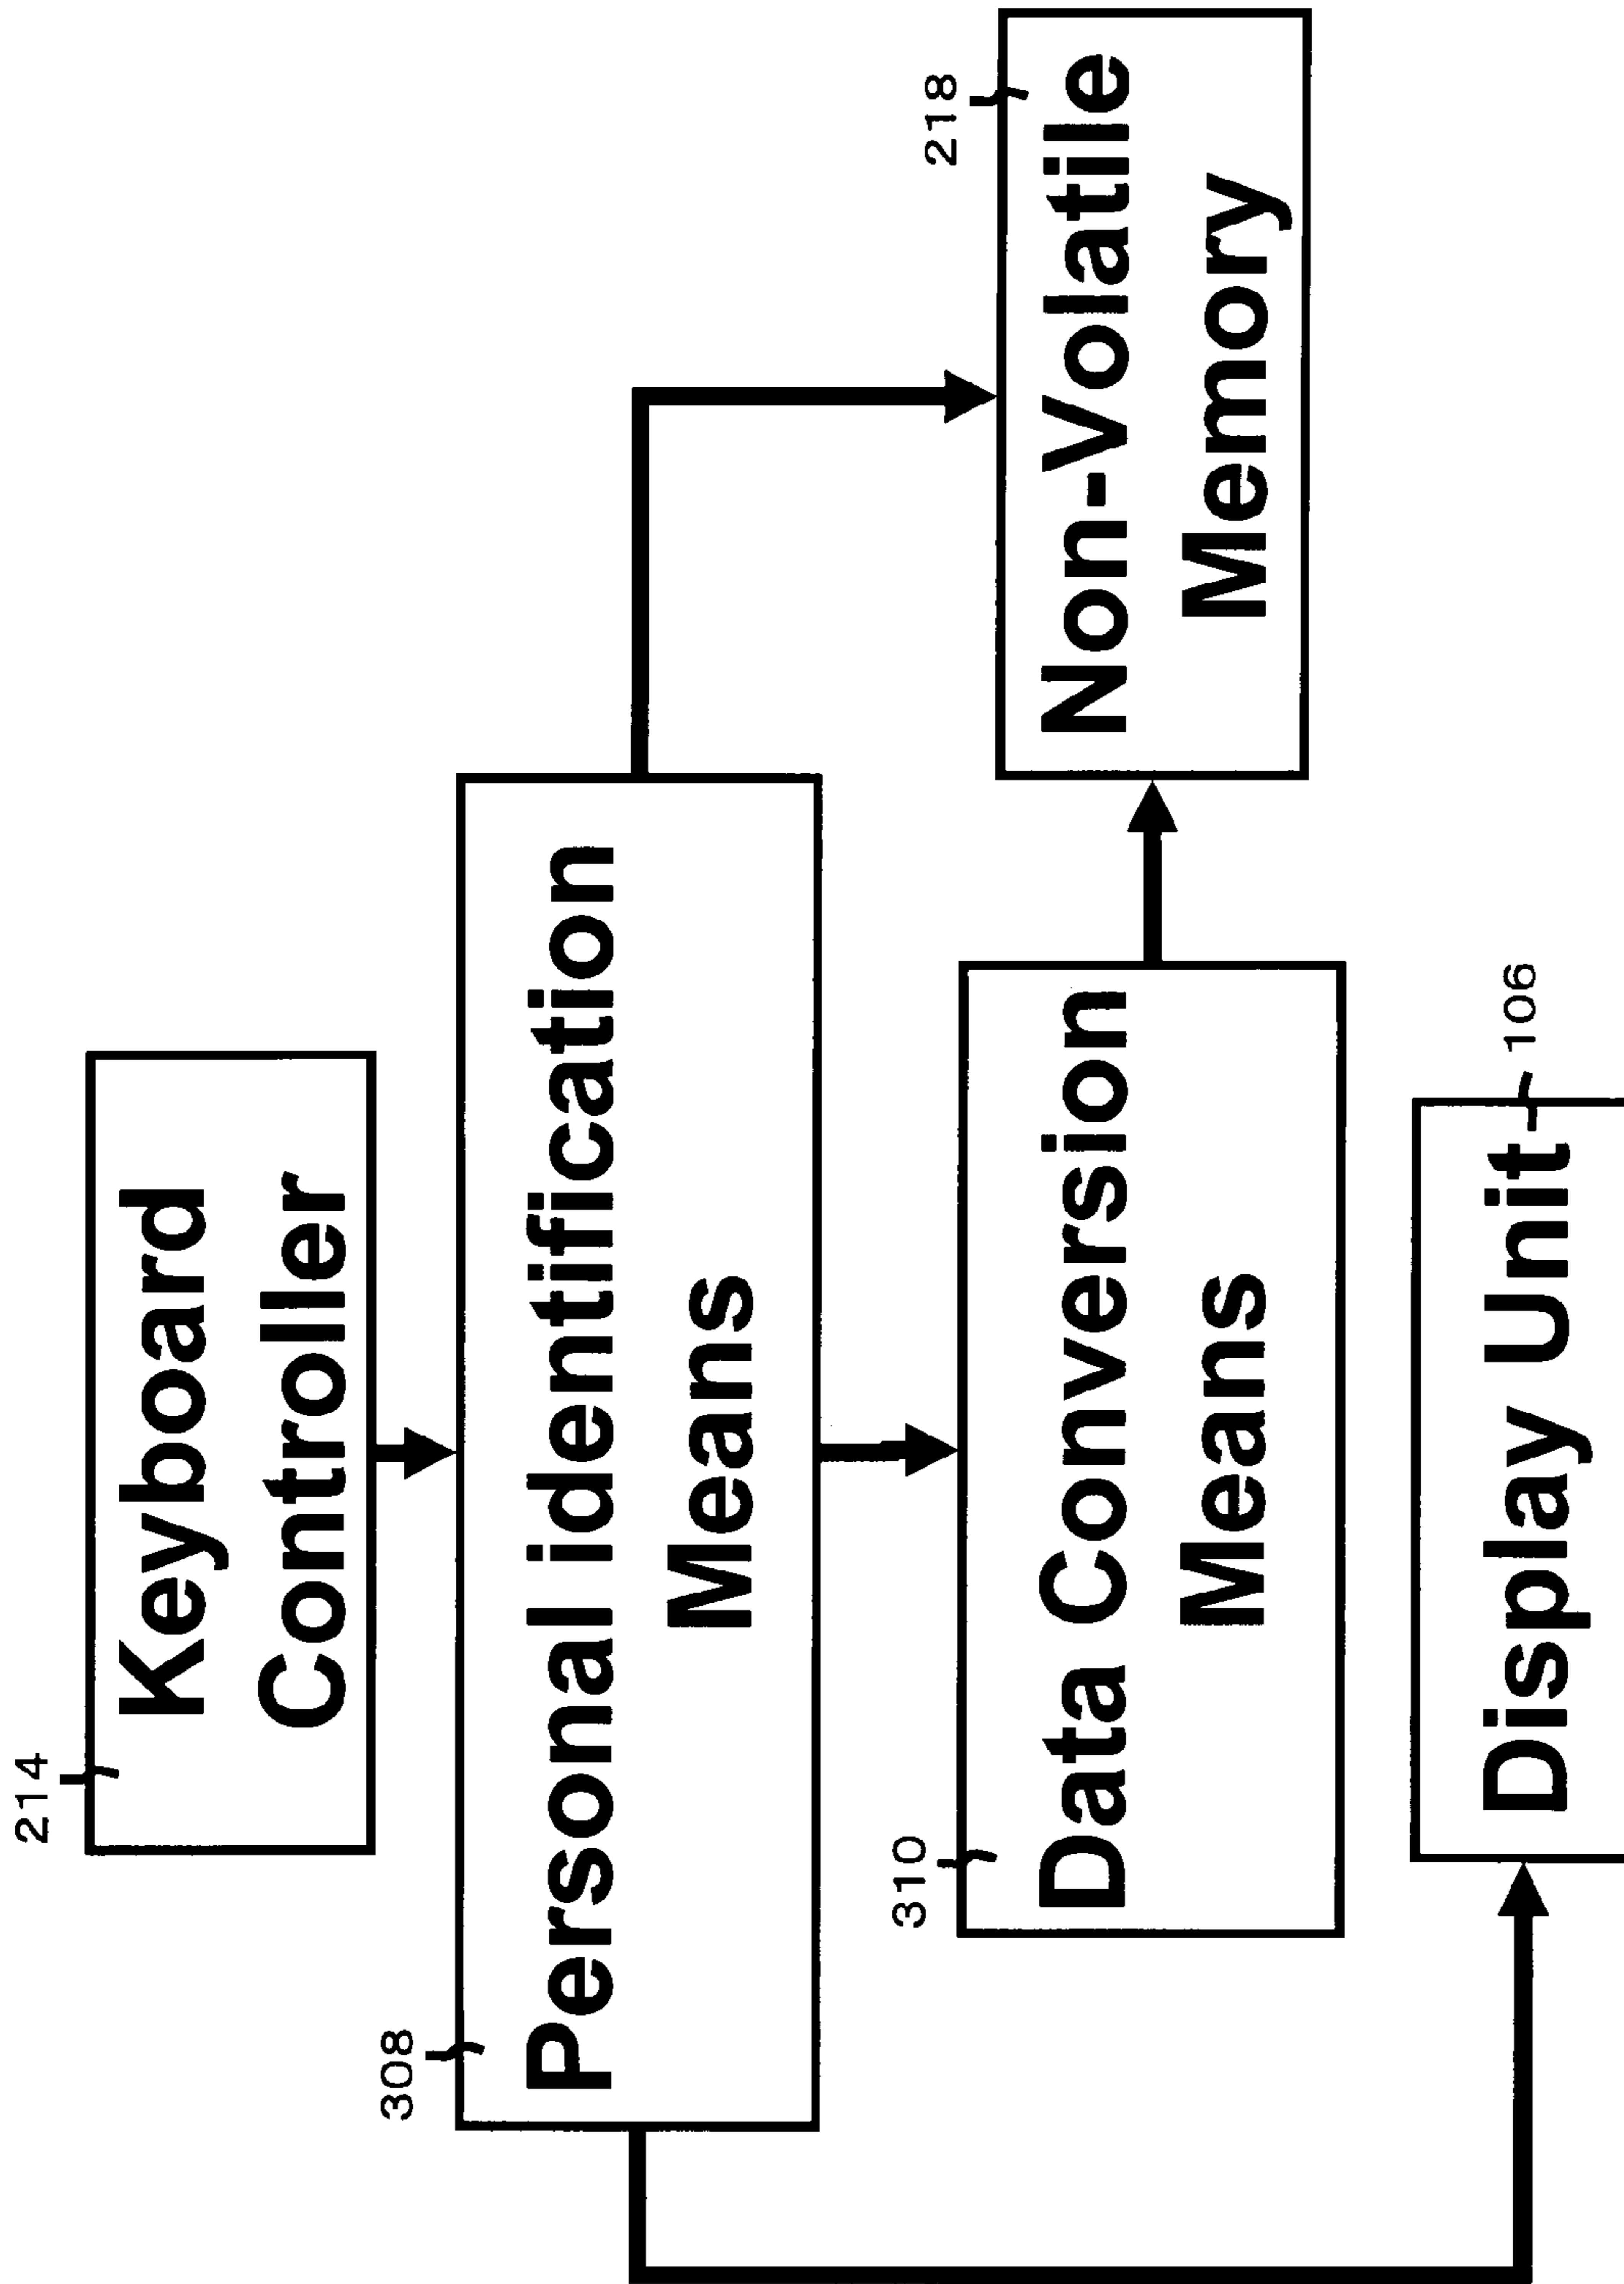 214
Keyboard
Controller
308
Personal identification
Means
310
Data Conversion
Means
218
Non-Volatile
Memory
Display Unit
106